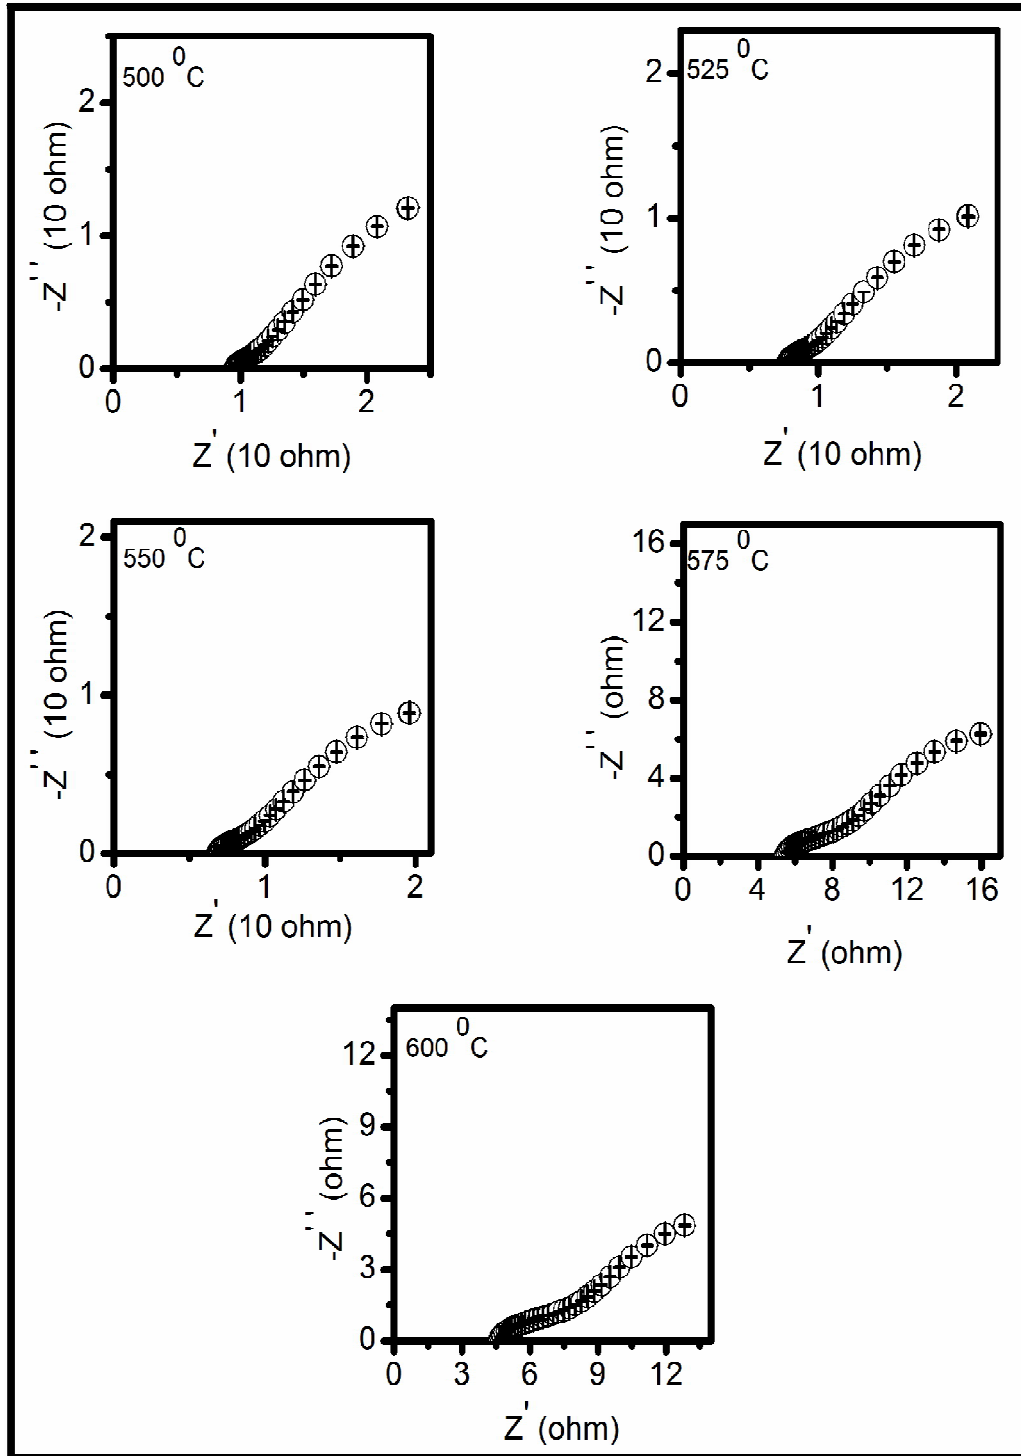 500 ⁰C
2
1
0
-Z'' (10 ohm)
0 1 2
Z' (10 ohm)
525 ⁰C
2
1
0
-Z'' (10 ohm)
0 1 2
Z' (10 ohm)
550 ⁰C
2
1
0
-Z'' (10 ohm)
0 1 2
Z' (10 ohm)
575 ⁰C
16
12
8
4
0
-Z'' (ohm)
0 4 8 12 16
Z' (ohm)
600 ⁰C
12
9
6
3
0
-Z'' (ohm)
0 3 6 9 12
Z' (ohm)